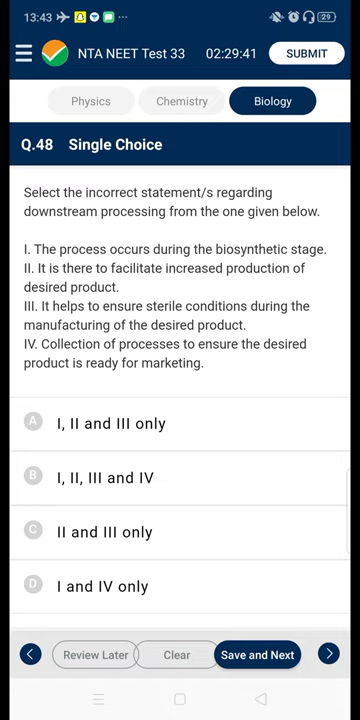 13:43 ... 29
NTA NEET Test 33 02:29:41 SUBMIT
Physics Chemistry Biology
Q.48 Single Choice
Select the incorrect statement/s regarding
downstream processing from the one given below.
I. The process occurs during the biosynthetic stage.
II. It is there to facilitate increased production of
desired product.
III. It helps to ensure sterile conditions during the
manufacturing of the desired product.
IV. Collection of processes to ensure the desired
product is ready for marketing.
A I, II and III only
B I, II, III and IV
C II and III only
D I and IV only
Review Later Clear Save and Next